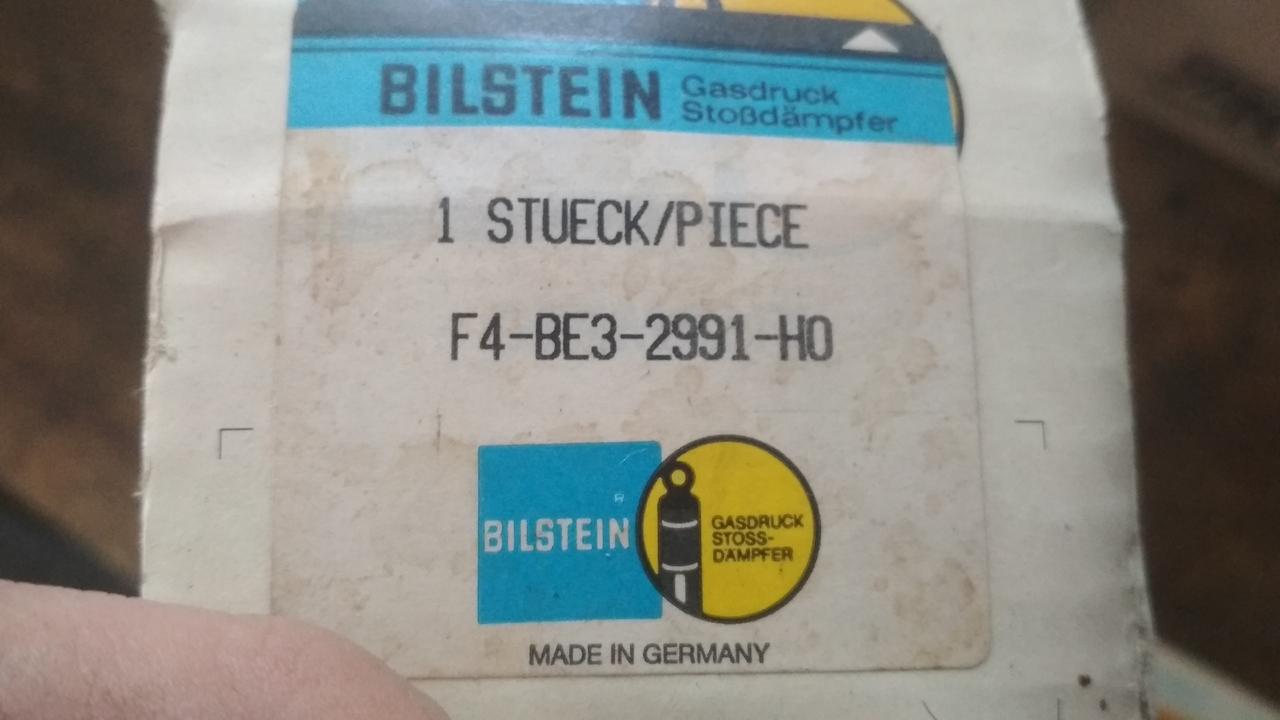 BILSTEIN Gasdruck
Stoßdämpfer
1 STUECK/PIECE
F4-BE3-2991-H0
BILSTEIN ®
GASDRUCK
STOSS-
DÄMPFER
MADE IN GERMANY